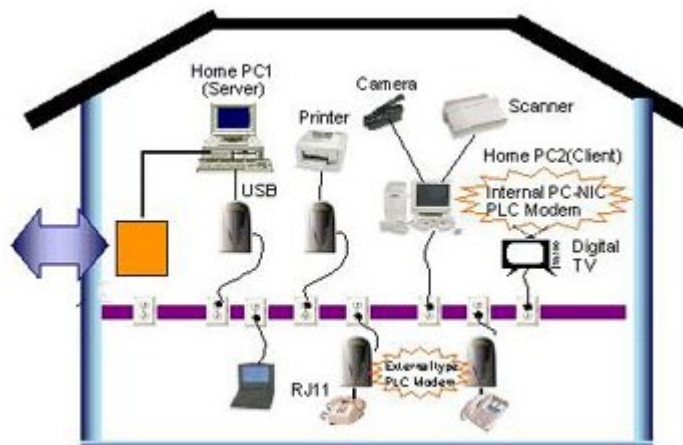 Home PC1
(Server)
Camera
Scanner
Printer
Home PC2(Client)
USB
Internal PC-NIC
PLC Modem
Digital
TV
RJ11
External type
PLC Modem